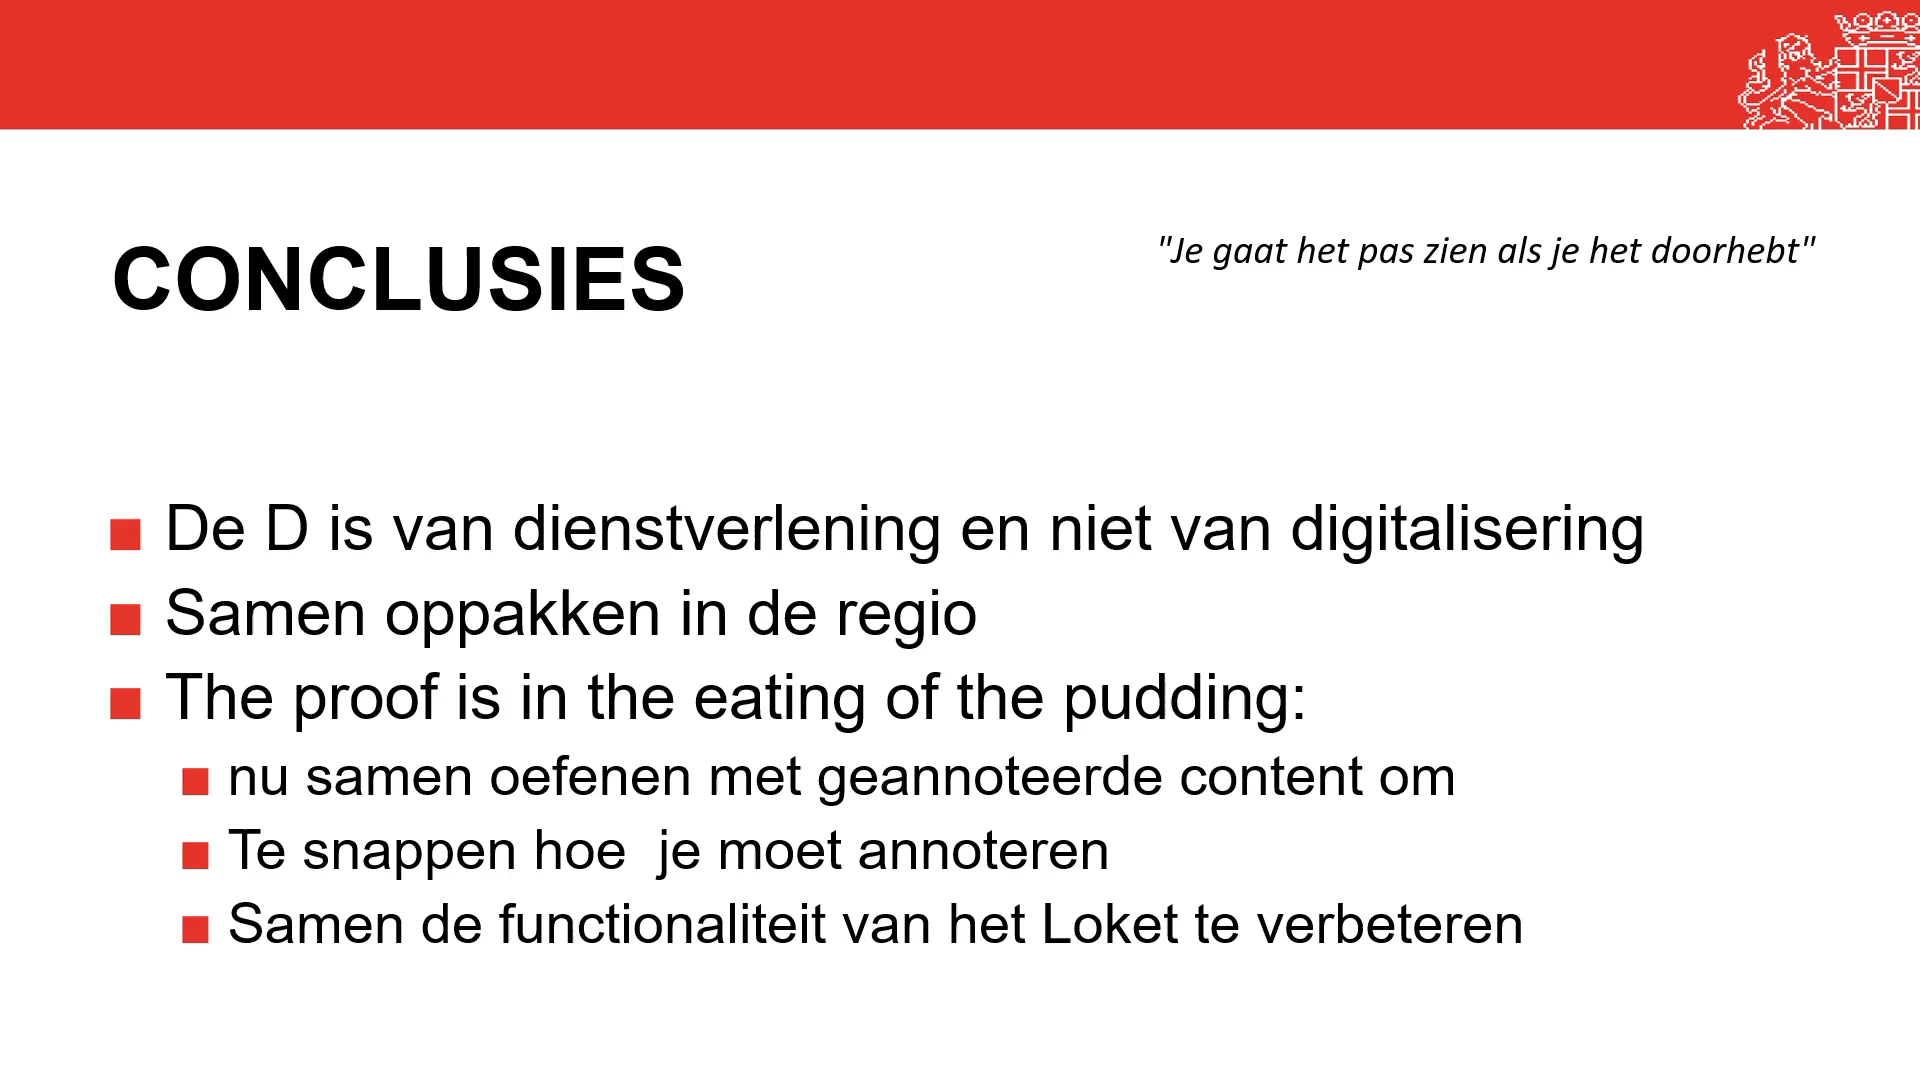 CONCLUSIES
"Je gaat het pas zien als je het doorhebt"
De D is van dienstverlening en niet van digitalisering
Samen oppakken in de regio
The proof is in the eating of the pudding:
nu samen oefenen met geannoteerde content om
Te snappen hoe  je moet annoteren
Samen de functionaliteit van het Loket te verbeteren